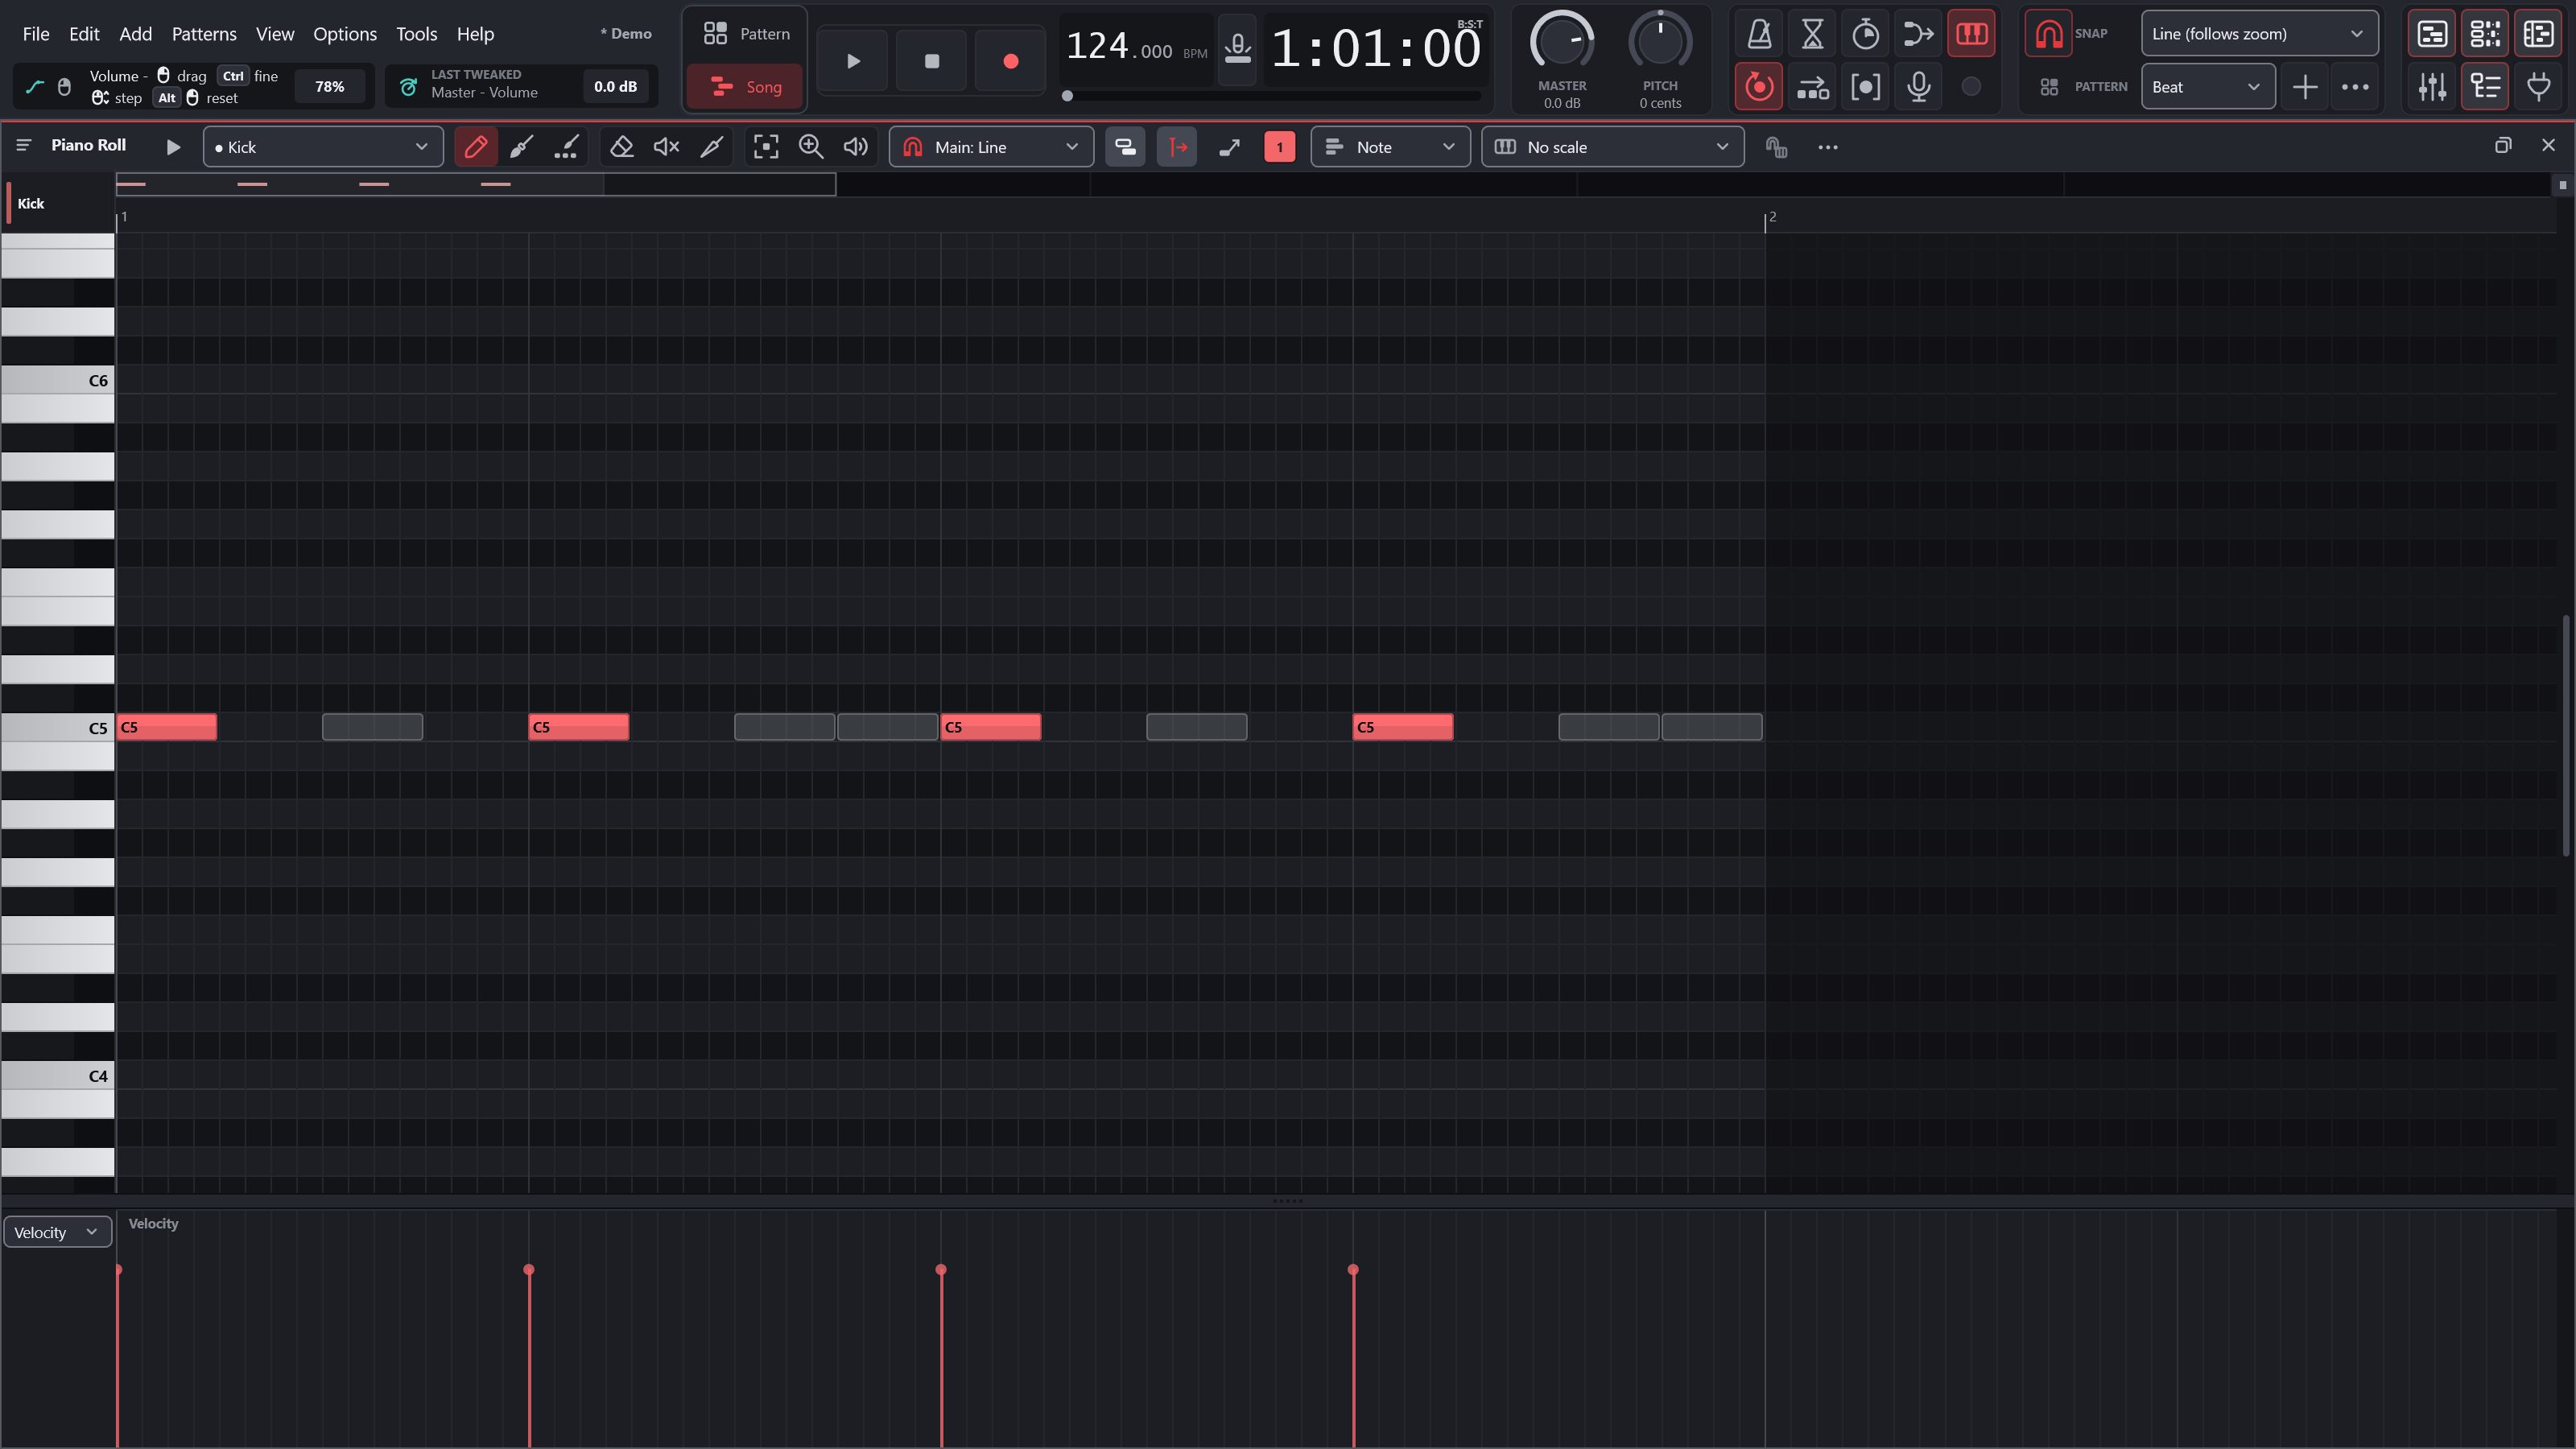 File Edit Add Patterns View Options Tools Help
* Demo
Volume - drag Ctrl fine
step Alt reset
78%
LAST TWEAKED
Master - Volume
0.0 dB
Pattern
Song
124.000 BPM
B:S:T
1:01:00
MASTER
0.0 dB
PITCH
0 cents
SNAP
Line (follows zoom)
PATTERN
Beat
Piano Roll
Kick
Main: Line
1
Note
No scale
Kick
1
2
C6
C5
C5
C5
C5
C5
C4
Velocity
Velocity